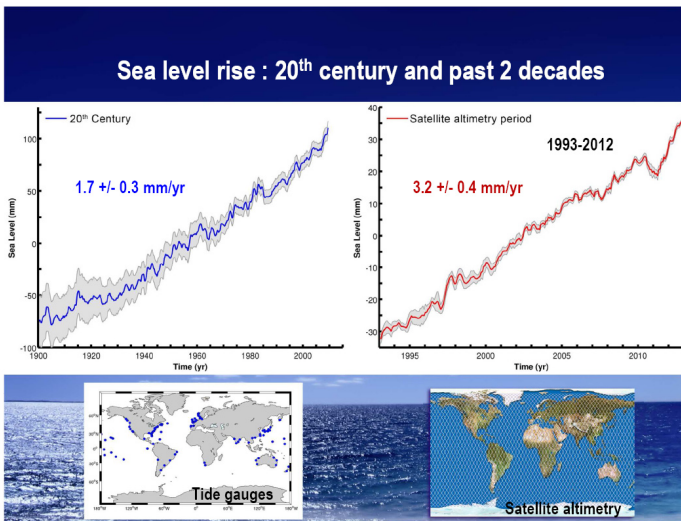 Sea level rise : 20th century and past 2 decades
20th Century
1.7 +/- 0.3 mm/yr
Sea Level (mm)
100
50
0
-50
-100
1900
1920
1940
1960
1980
2000
Time (yr)
Satellite altimetry period
1993-2012
3.2 +/- 0.4 mm/yr
Sea Level (mm)
40
30
20
10
0
-10
-20
-30
1995
2000
2005
2010
Time (yr)
Tide gauges
Satellite altimetry